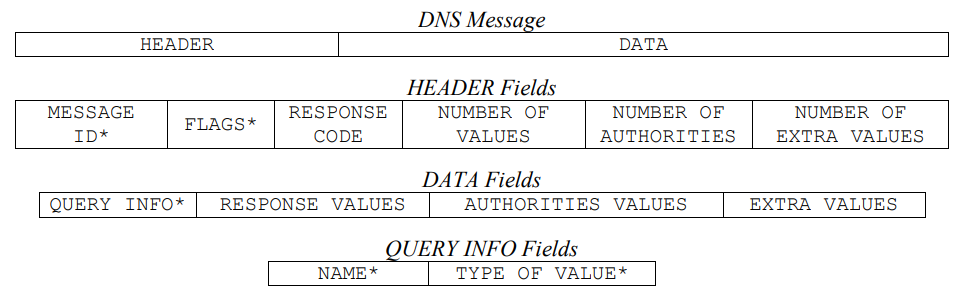 DNS Message
HEADER DATA
HEADER Fields
MESSAGE ID* FLAGS* RESPONSE CODE NUMBER OF VALUES NUMBER OF AUTHORITIES NUMBER OF EXTRA VALUES
DATA Fields
QUERY INFO* RESPONSE VALUES AUTHORITIES VALUES EXTRA VALUES
QUERY INFO Fields
NAME* TYPE OF VALUE*